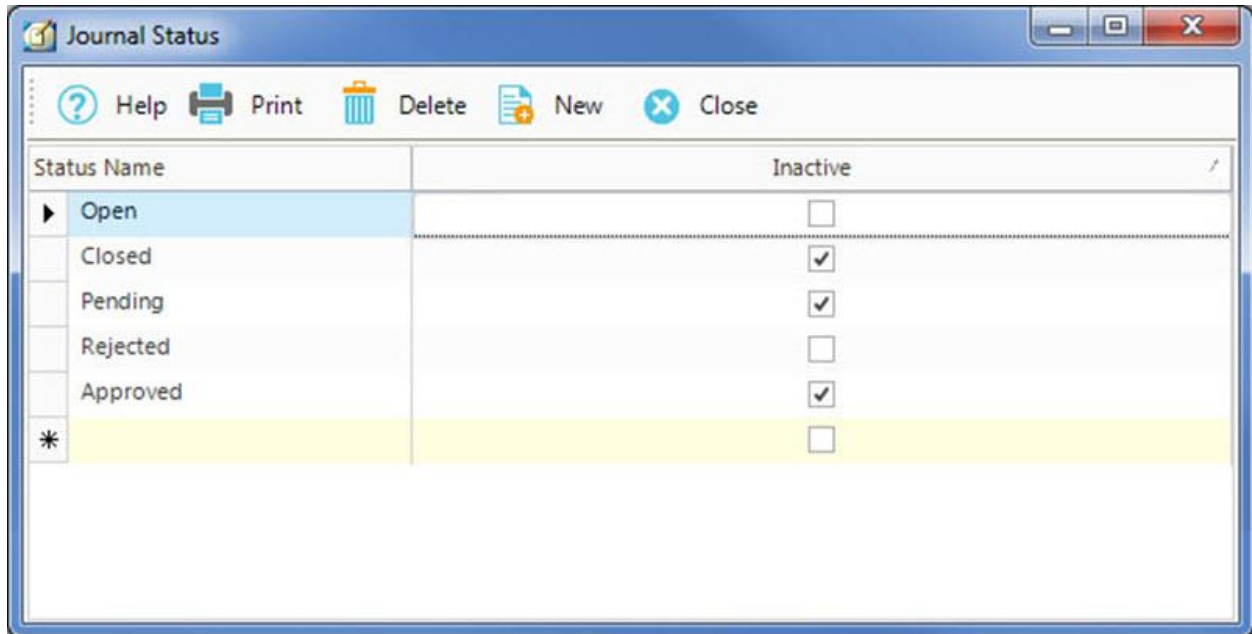 Journal Status
Help Print Delete New Close
Status Name Inactive
Open
Closed
Pending
Rejected
Approved